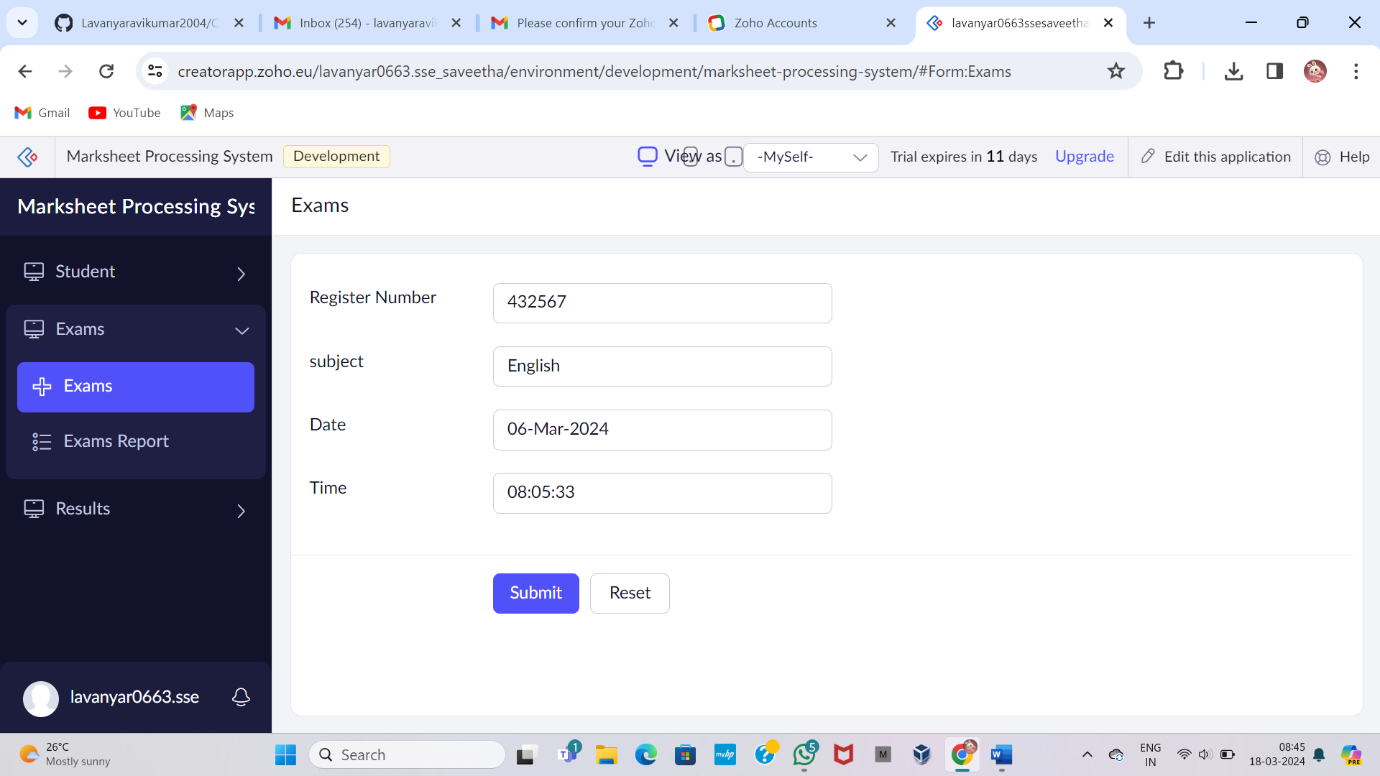 Lavanyaravikumar2004/C
Inbox (254) - lavanyaravi
Please confirm your Zoho
Zoho Accounts
lavanyar0663ssesaveetha
creatorapp.zoho.eu/lavanyar0663.sse_saveetha/environment/development/marksheet-processing-system/#Form:Exams
Gmail
YouTube
Maps
Marksheet Processing System
Development
View as
-MySelf-
Trial expires in 11 days
Upgrade
Edit this application
Help
Marksheet Processing Sys
Exams
Student
Exams
Exams
Exams Report
Results
Register Number
432567
subject
English
Date
06-Mar-2024
Time
08:05:33
Submit
Reset
lavanyar0663.sse
26°C
Mostly sunny
Search
1
myhp
5
M
W
ENG
IN
08:45
18-03-2024
PRE